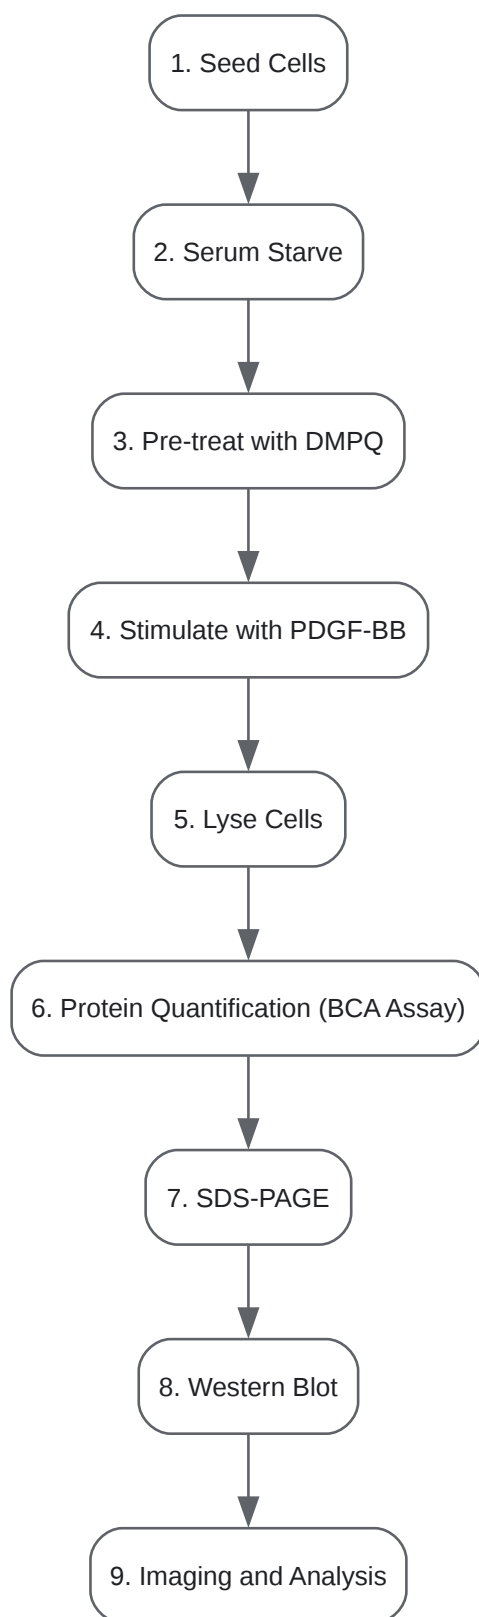 1. Seed Cells
2. Serum Starve
3. Pre-treat with DMPQ
4. Stimulate with PDGF-BB
5. Lyse Cells
6. Protein Quantification (BCA Assay)
7. SDS-PAGE
8. Western Blot
9. Imaging and Analysis